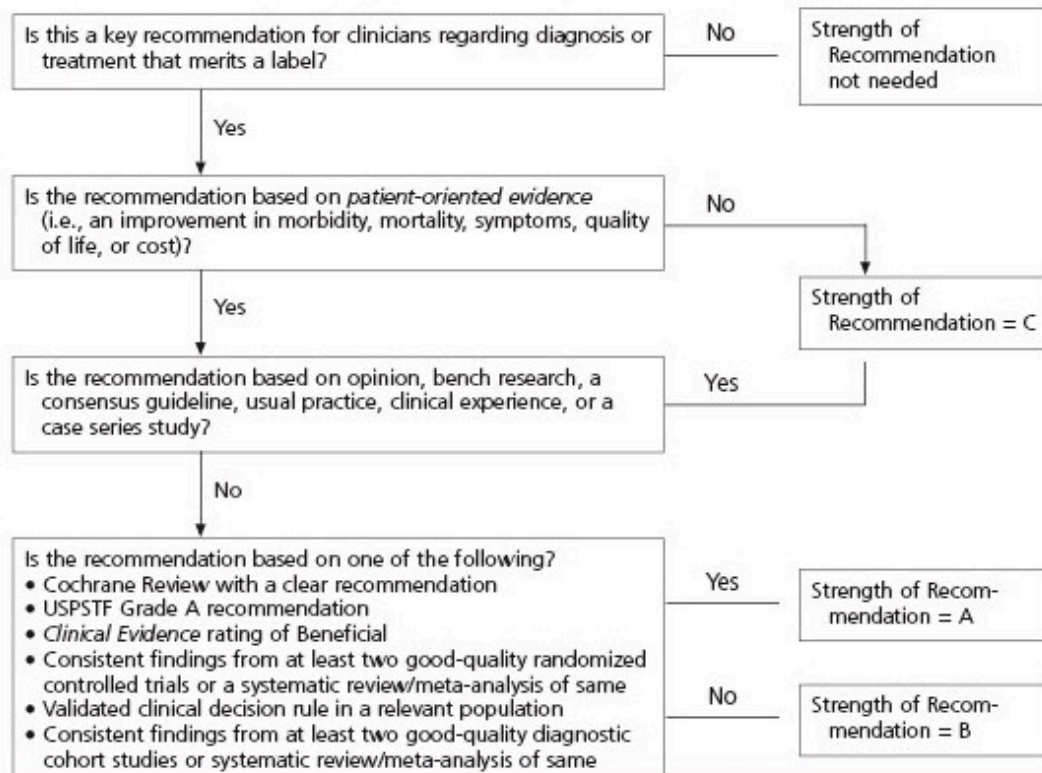 Is this a key recommendation for clinicians regarding diagnosis or
treatment that merits a label?
No
Strength of
Recommendation
not needed
Yes
Is the recommendation based on patient-oriented evidence
(i.e., an improvement in morbidity, mortality, symptoms, quality
of life, or cost)?
No
Strength of
Recommendation = C
Yes
Is the recommendation based on opinion, bench research, a
consensus guideline, usual practice, clinical experience, or a
case series study?
Yes
No
Is the recommendation based on one of the following?
• Cochrane Review with a clear recommendation
• USPSTF Grade A recommendation
• Clinical Evidence rating of Beneficial
• Consistent findings from at least two good-quality randomized
controlled trials or a systematic review/meta-analysis of same
• Validated clinical decision rule in a relevant population
• Consistent findings from at least two good-quality diagnostic
cohort studies or systematic review/meta-analysis of same
Yes
Strength of Recom-
mendation = A
No
Strength of Recom-
mendation = B